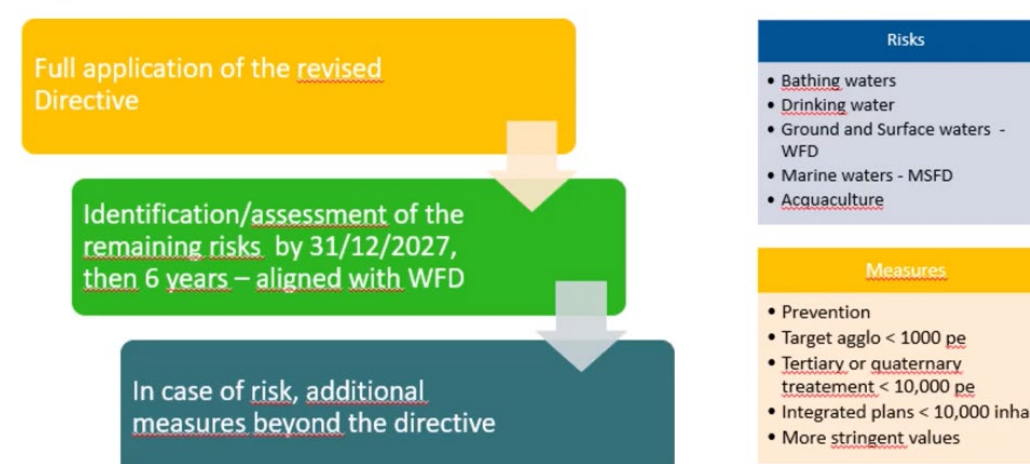 Full application of the revised
Directive
Identification/assessment of the
remaining risks by 31/12/2027,
then 6 years – aligned with WFD
In case of risk, additional
measures beyond the directive
Risks
• Bathing waters
• Drinking water
• Ground and Surface waters -
WFD
• Marine waters - MSFD
• Acquaculture
Measures
• Prevention
• Target agglo < 1000 pe
• Tertiary or quaternary
treatement < 10,000 pe
• Integrated plans < 10,000 inha
• More stringent values